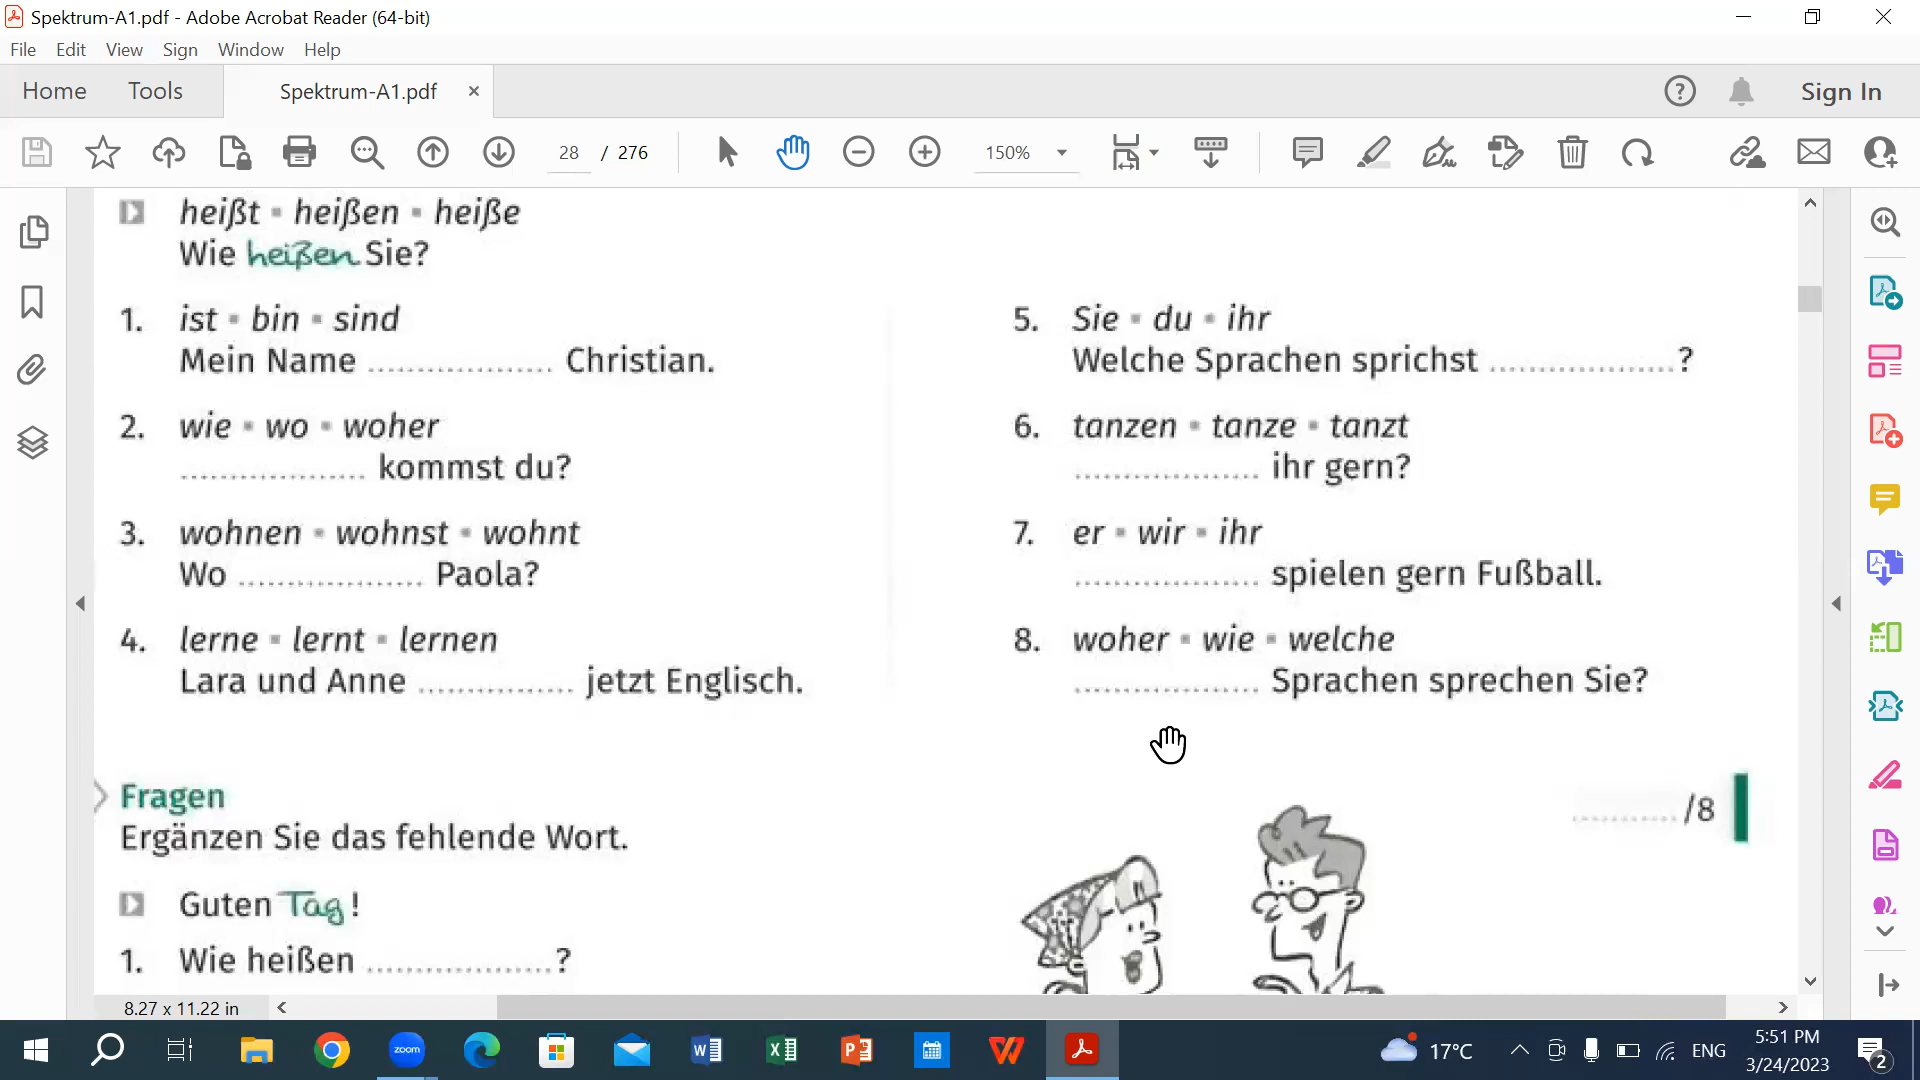 Spektrum-A1.pdf - Adobe Acrobat Reader (64-bit)
File Edit View Sign Window Help
Home Tools Spektrum-A1.pdf × Sign In
28 / 276 150%
heißt ▪ heißen ▪ heiße
Wie heißen Sie?
1. ist ▪ bin ▪ sind
Mein Name ................... Christian.
2. wie ▪ wo ▪ woher
................... kommst du?
3. wohnen ▪ wohnst ▪ wohnt
Wo ................... Paola?
4. lerne ▪ lernt ▪ lernen
Lara und Anne ................ jetzt Englisch.
5. Sie ▪ du ▪ ihr
Welche Sprachen sprichst ...................?
6. tanzen ▪ tanze ▪ tanzt
................... ihr gern?
7. er ▪ wir ▪ ihr
................... spielen gern Fußball.
8. woher ▪ wie ▪ welche
................... Sprachen sprechen Sie?
........... /8
Fragen
Ergänzen Sie das fehlende Wort.
Guten Tag!
1. Wie heißen ...................?
8.27 x 11.22 in
zoom
17°C ENG 5:51 PM
3/24/2023 2